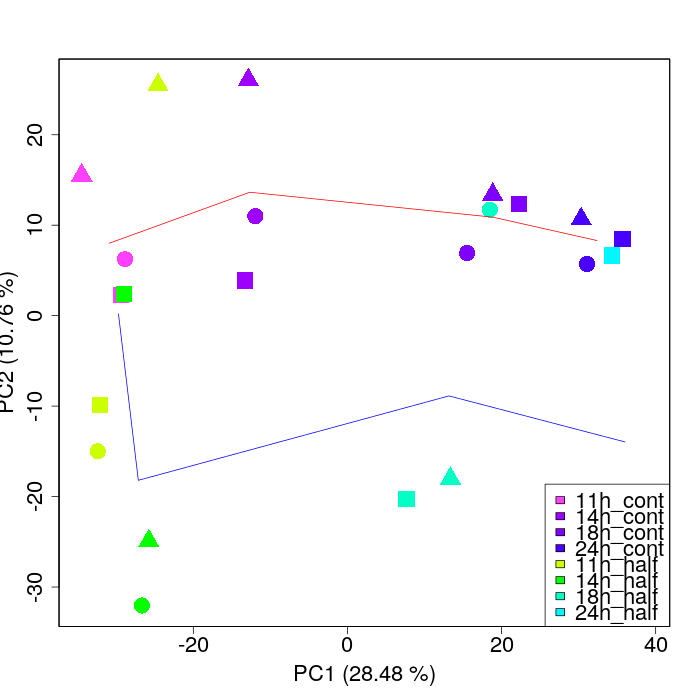 20
10
0
-10
-20
-30
PC2 (10.76 %)
11h_cont
14h_cont
18h_cont
24h_cont
11h_half
14h_half
18h_half
24h_half
-20
0
20
40
PC1 (28.48 %)